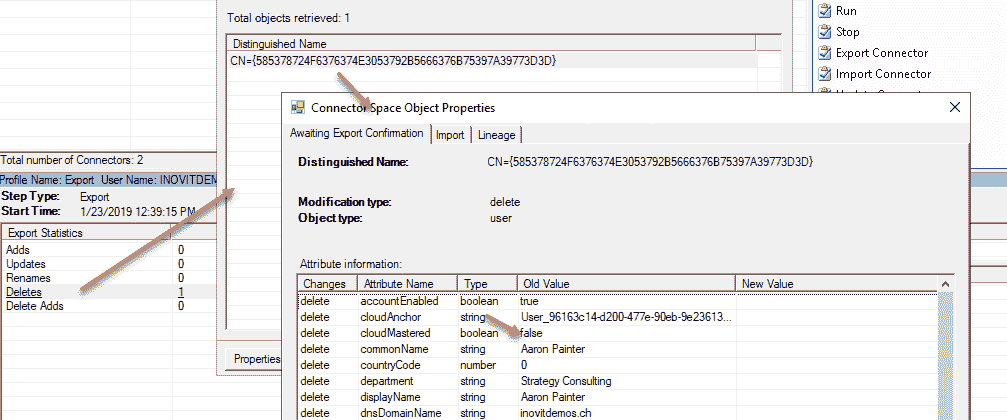 Total objects retrieved: 1
Distinguished Name
CN={585378724F6376374E3053792B5666376B75397A39773D3D}
Run
Stop
Export Connector
Import Connector
Connector Space Object Properties
Awaiting Export Confirmation Import Lineage
Distinguished Name: CN={585378724F6376374E3053792B5666376B75397A39773D3D}
Modification type: delete
Object type: user
Total number of Connectors: 2
Profile Name: Export User Name: INOVITDEM
Step Type: Export
Start Time: 1/23/2019 12:39:15 PM
Export Statistics
Adds 0
Updates 0
Renames 0
Deletes 1
Delete Adds 0
Properties
Attribute information:
Changes Attribute Name Type Old Value New Value
delete accountEnabled boolean true
delete cloudAnchor string User_96163c14-d200-477e-90eb-9e23613...
delete cloudMastered boolean false
delete commonName string Aaron Painter
delete countryCode number 0
delete department string Strategy Consulting
delete displayName string Aaron Painter
delete dnsDomainName string inovitdemos.ch